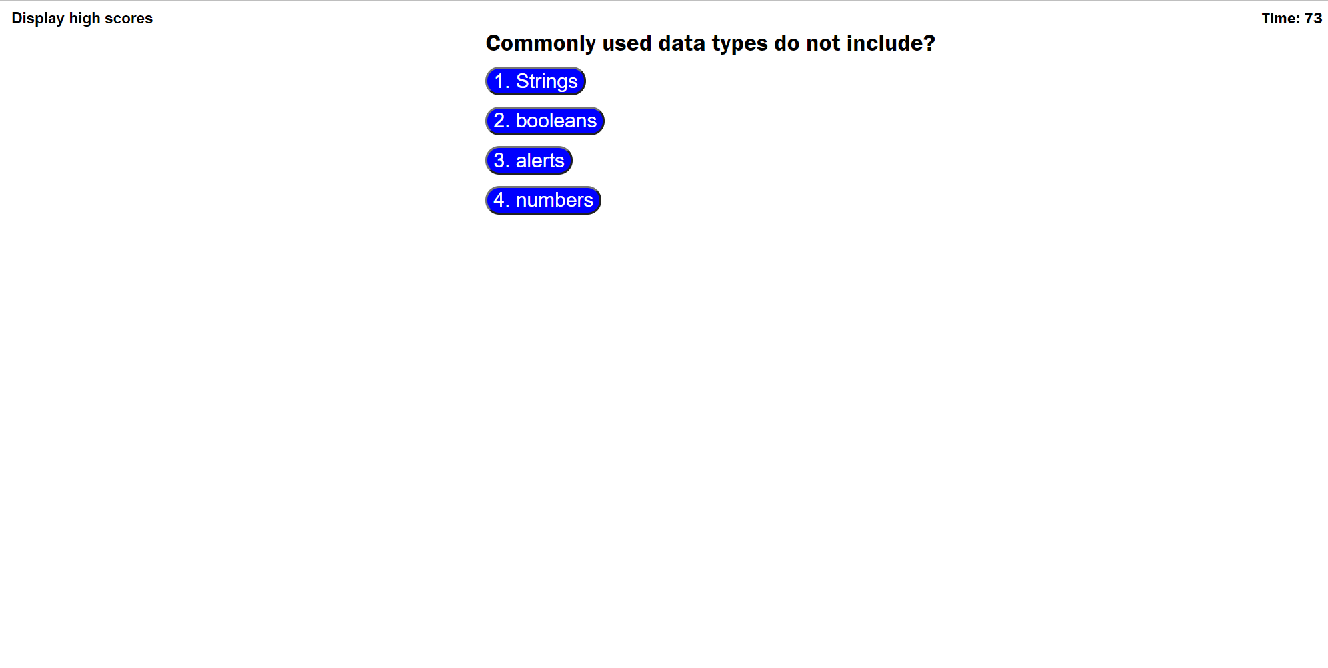 Display high scores
Time: 73
Commonly used data types do not include?
1. Strings
2. booleans
3. alerts
4. numbers